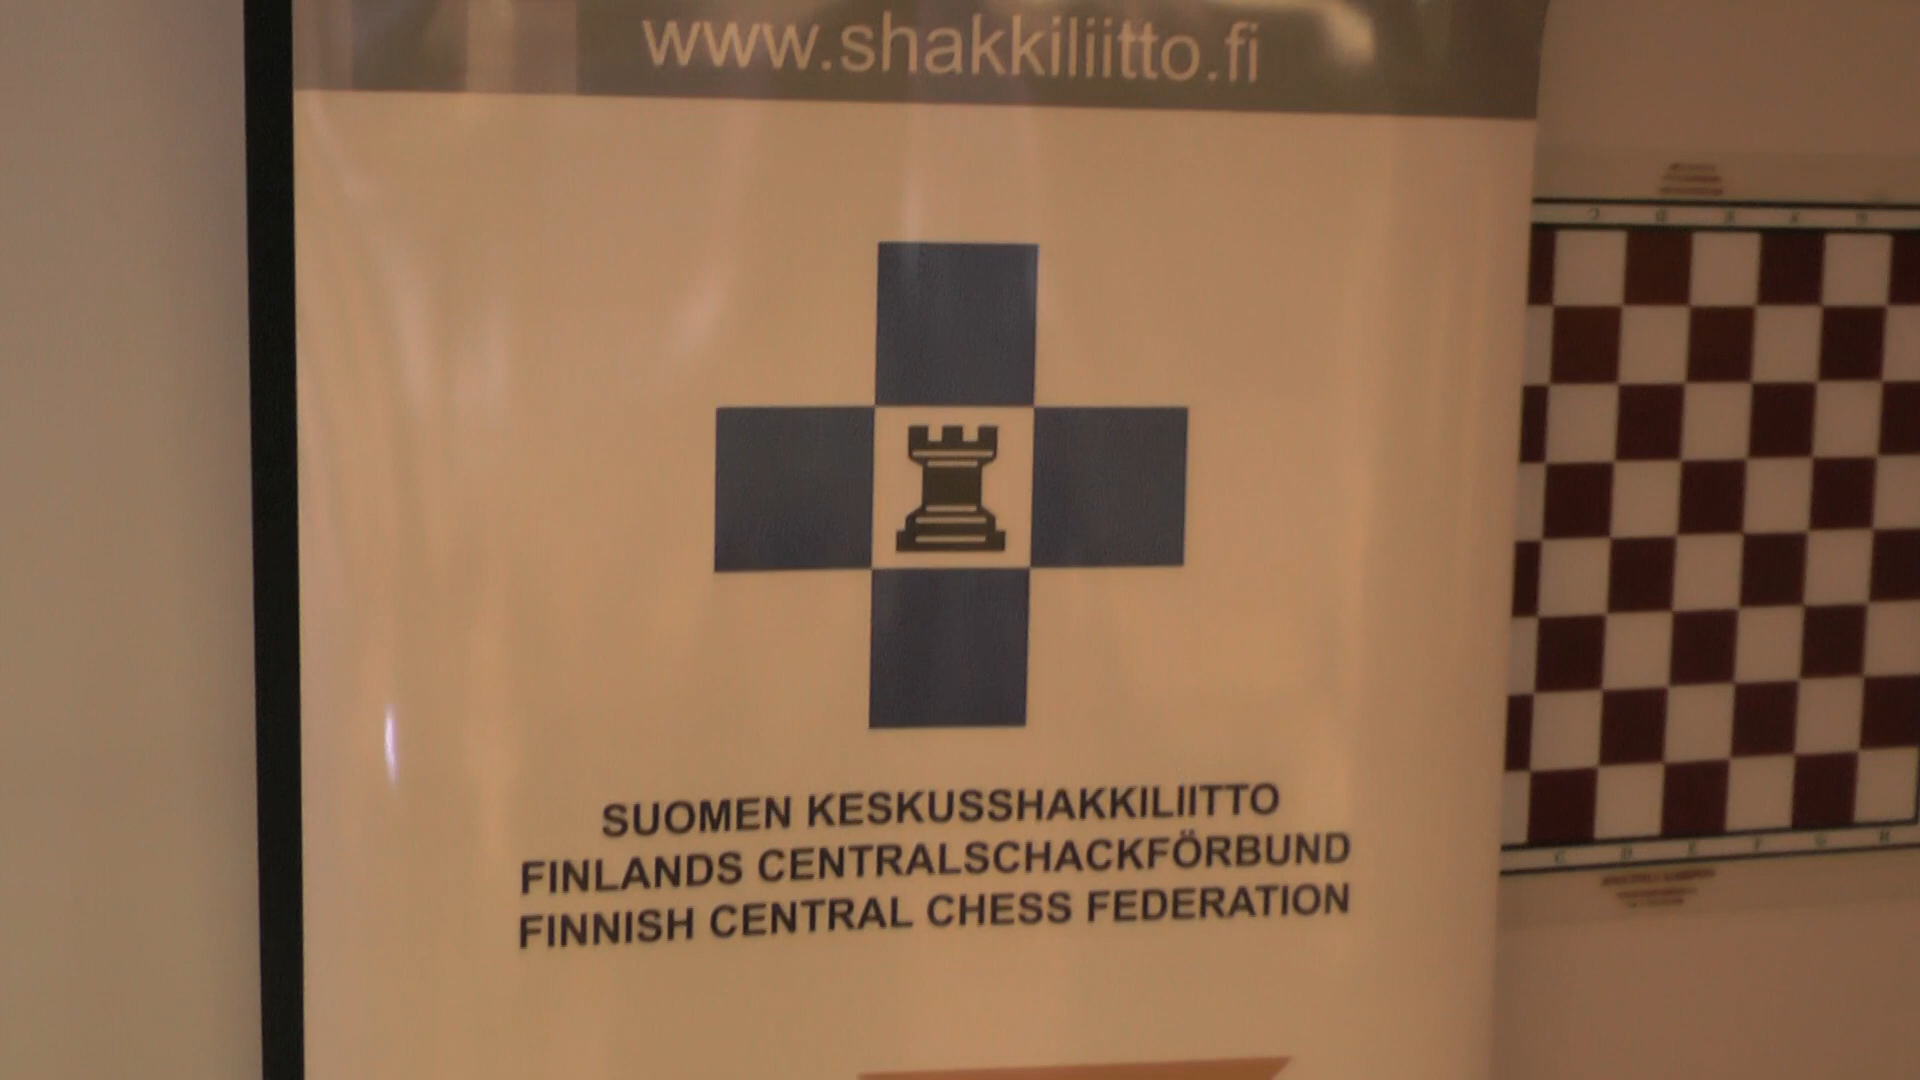 www.shakkiliitto.fi
SUOMEN KESKUSSHAKKILIITTO
FINLANDS CENTRALSCHACKFÖRBUND
FINNISH CENTRAL CHESS FEDERATION
C D E F G H